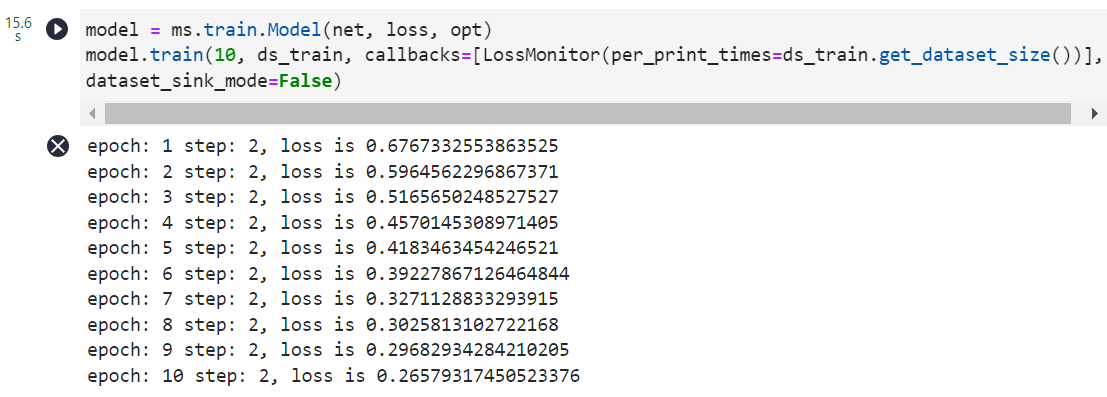 15.6
s
model = ms.train.Model(net, loss, opt)
model.train(10, ds_train, callbacks=[LossMonitor(per_print_times=ds_train.get_dataset_size())],
dataset_sink_mode=False)
epoch: 1 step: 2, loss is 0.6767332553863525
epoch: 2 step: 2, loss is 0.5964562296867371
epoch: 3 step: 2, loss is 0.5165650248527527
epoch: 4 step: 2, loss is 0.4570145308971405
epoch: 5 step: 2, loss is 0.4183463454246521
epoch: 6 step: 2, loss is 0.39227867126464844
epoch: 7 step: 2, loss is 0.3271128833293915
epoch: 8 step: 2, loss is 0.3025813102722168
epoch: 9 step: 2, loss is 0.29682934284210205
epoch: 10 step: 2, loss is 0.26579317450523376